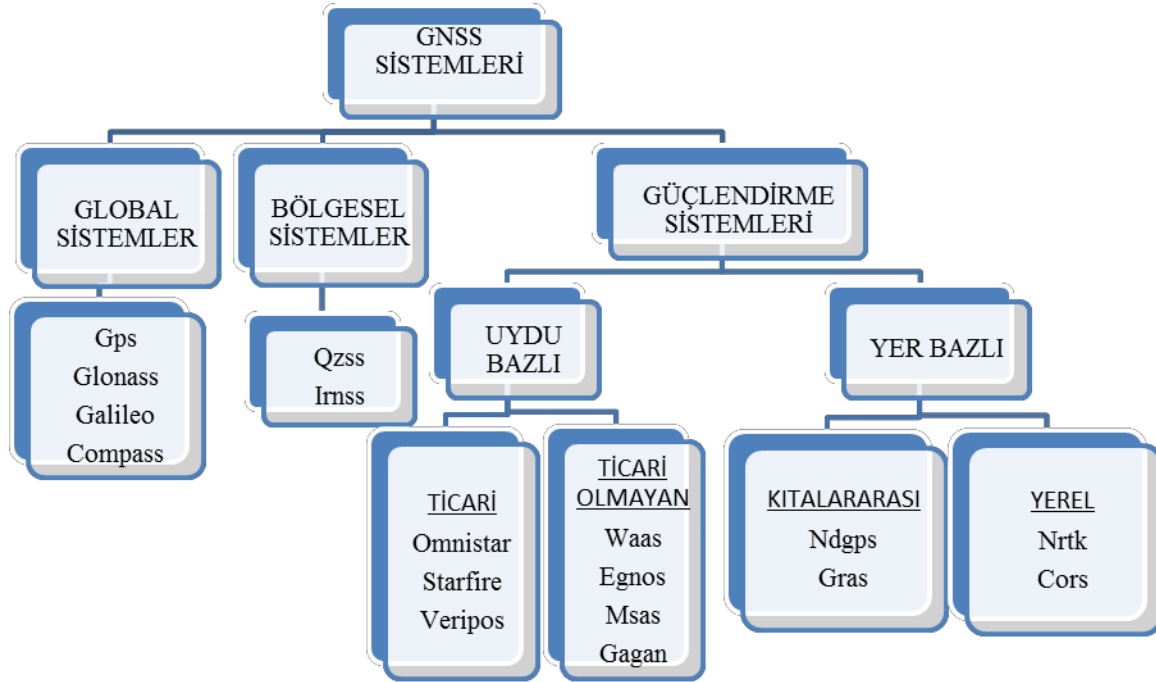 GNSS
SİSTEMLERİ
GLOBAL
SİSTEMLER
BÖLGESEL
SİSTEMLER
GÜÇLENDİRME
SİSTEMLERİ
Gps
Glonass
Galileo
Compass
Qzss
Irnss
UYDU
BAZLI
YER BAZLI
TİCARİ
Omnistar
Starfire
Veripos
TİCARİ
OLMAYAN
Waas
Egnos
Msas
Gagan
KITALARARASI
Ndgps
Gras
YEREL
Nrtk
Cors